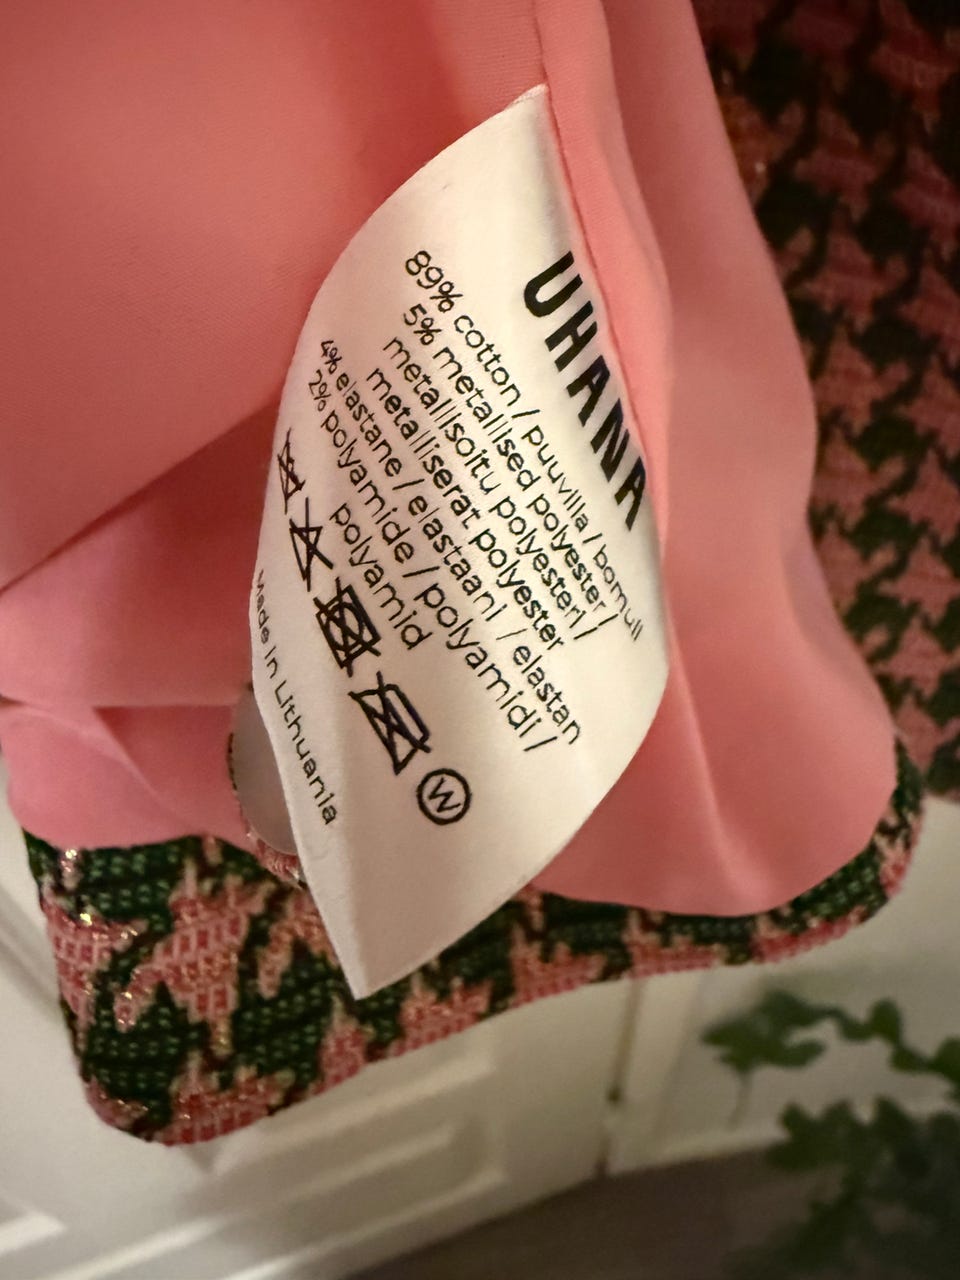 UHANA
89% cotton / puuvilla / bomull
5% metallised polyester /
metallisoitu polyesteri /
metalliserat polyester
4% elastane / elastaani / elastan
2% polyamide / polyamidi /
polyamid
W
Made in Lithuania